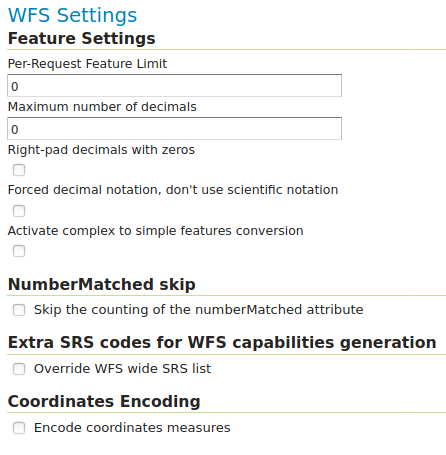 WFS Settings
Feature Settings
Per-Request Feature Limit
0
Maximum number of decimals
0
Right-pad decimals with zeros
Forced decimal notation, don't use scientific notation
Activate complex to simple features conversion
NumberMatched skip
Skip the counting of the numberMatched attribute
Extra SRS codes for WFS capabilities generation
Override WFS wide SRS list
Coordinates Encoding
Encode coordinates measures